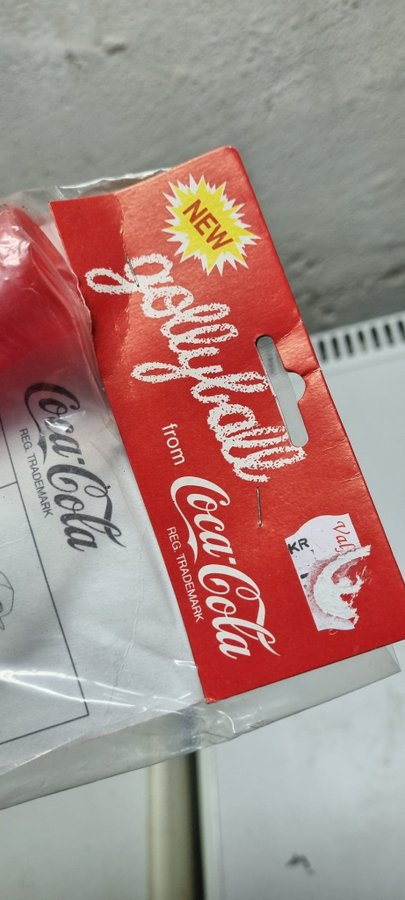 NEW
gollyball
from
Coca-Cola
REG. TRADEMARK
KR
Coca-Cola
REG. TRADEMARK